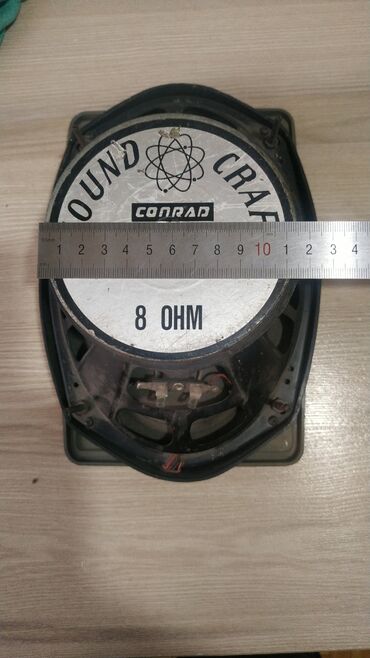 OUND CRAF
CONRAD
1 2 3 4 5 6 7 8 9 10 1 2 3 4
8 OHM